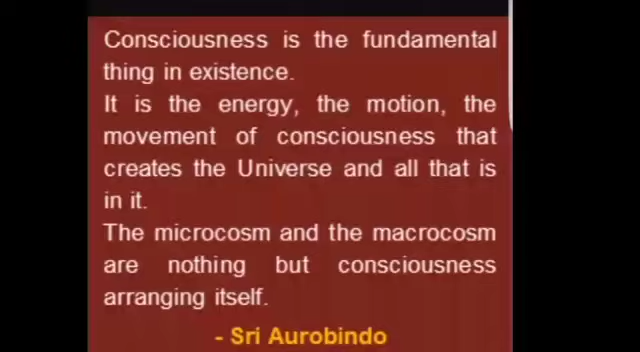 Consciousness is the fundamental
thing in existence.
It is the energy, the motion, the
movement of consciousness that
creates the Universe and all that is
in it.
The microcosm and the macrocosm
are nothing but consciousness
arranging itself.
- Sri Aurobindo